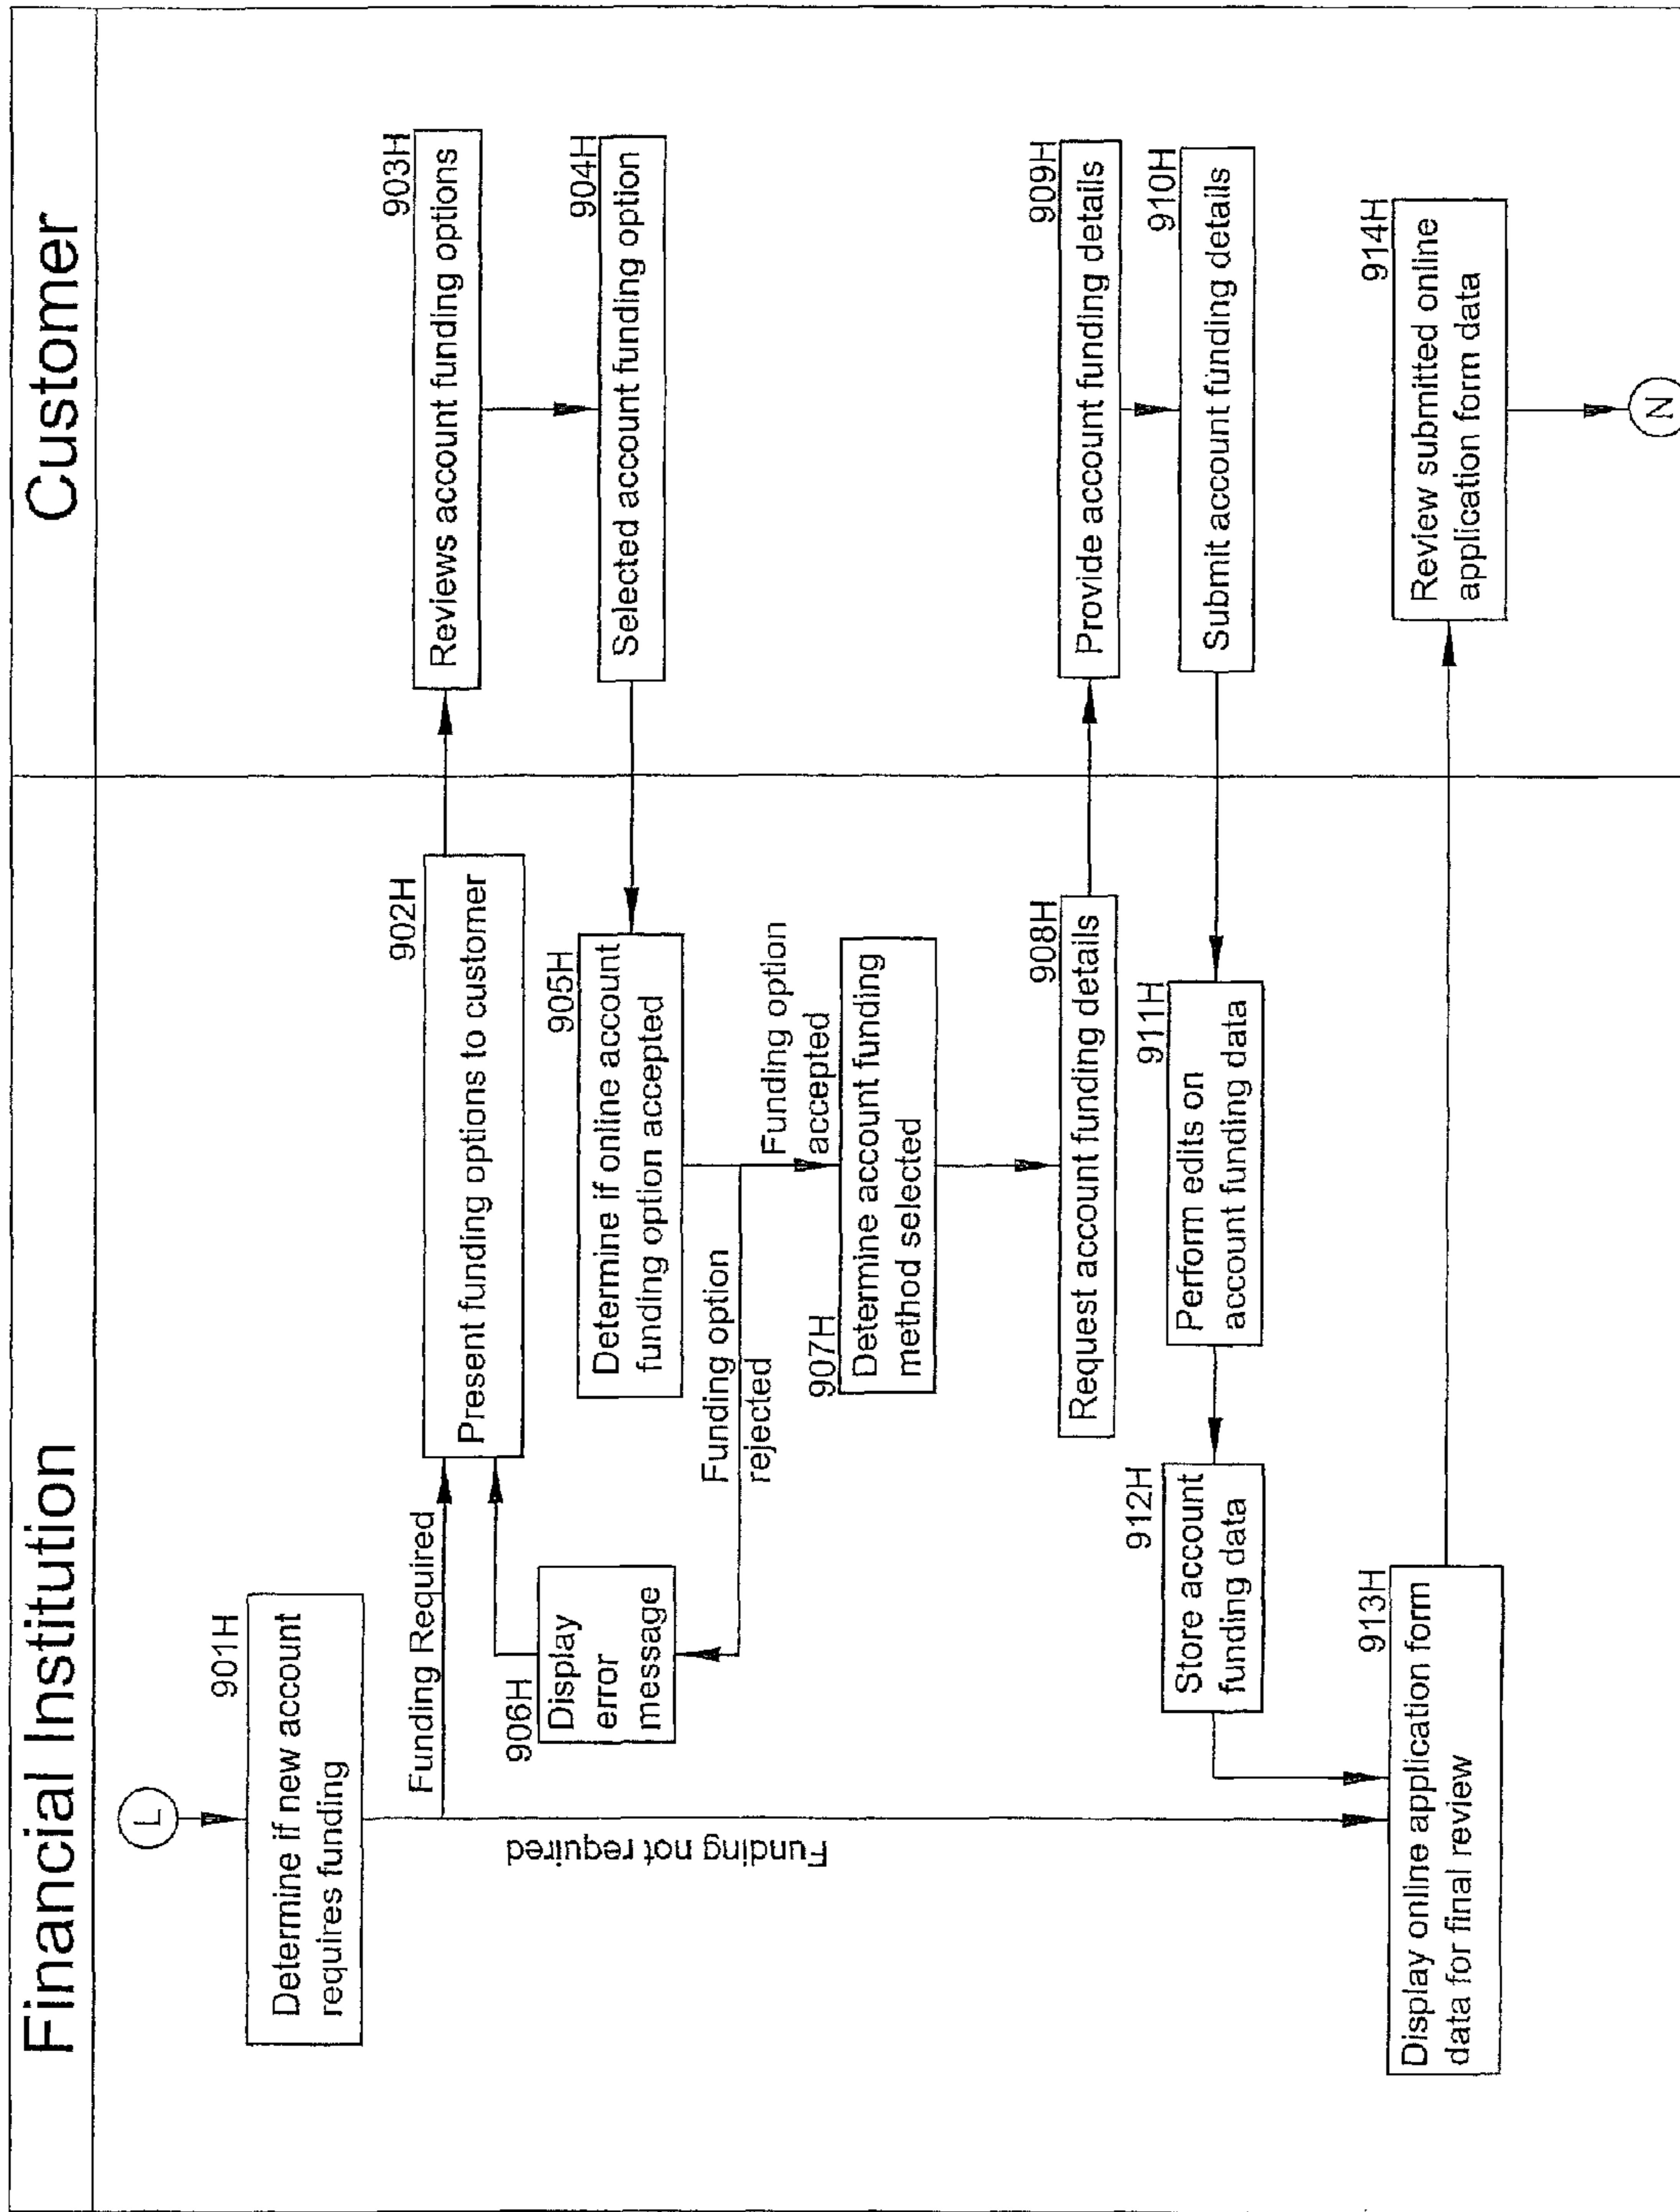 Financial Institution
Customer
L
901H
Determine if new account
requires funding
Funding Required
Funding not required
902H
Present funding options to customer
903H
Reviews account funding options
904H
Selected account funding option
905H
Determine if online account
funding option accepted
906H
Display
error
message
Funding option
rejected
Funding option
accepted
907H
Determine account funding
method selected
908H
Request account funding details
909H
Provide account funding details
910H
Submit account funding details
911H
Perform edits on
account funding data
912H
Store account
funding data
913H
Display online application form
data for final review
914H
Review submitted online
application form data
N